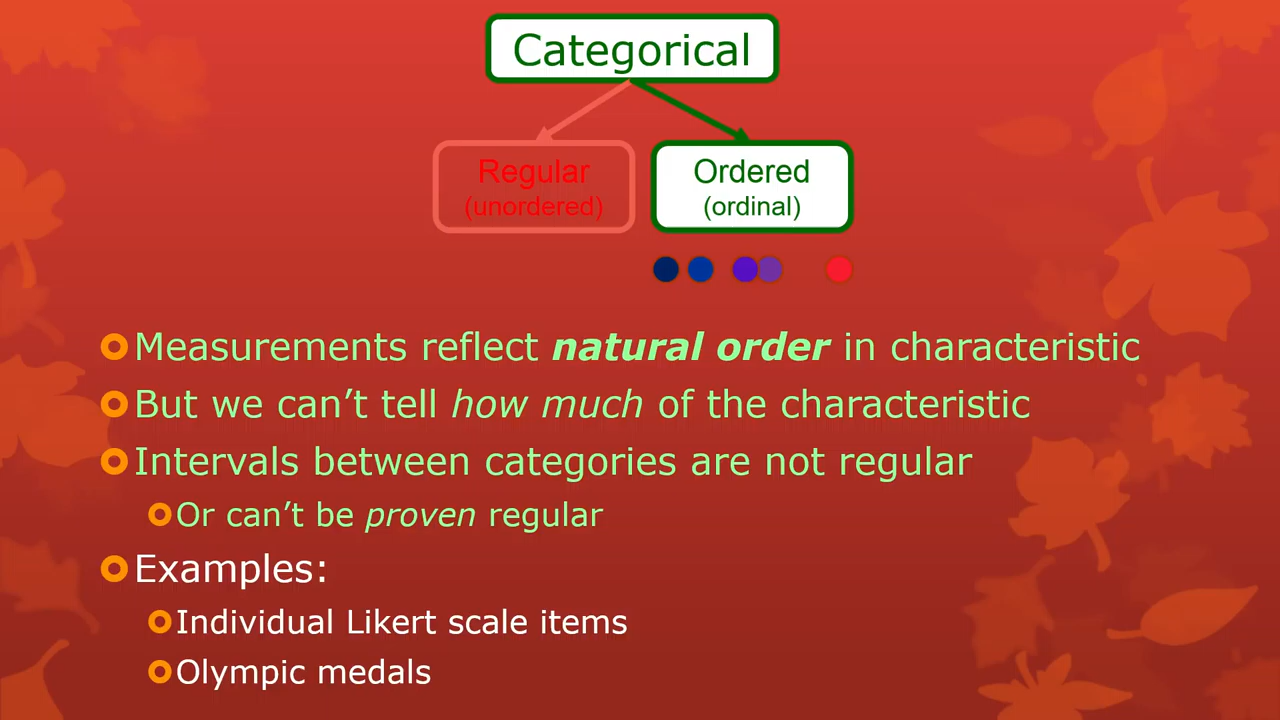 Categorical
Regular
(unordered)
Ordered
(ordinal)
Measurements reflect natural order in characteristic
But we can’t tell how much of the characteristic
Intervals between categories are not regular
Or can’t be proven regular
Examples:
Individual Likert scale items
Olympic medals